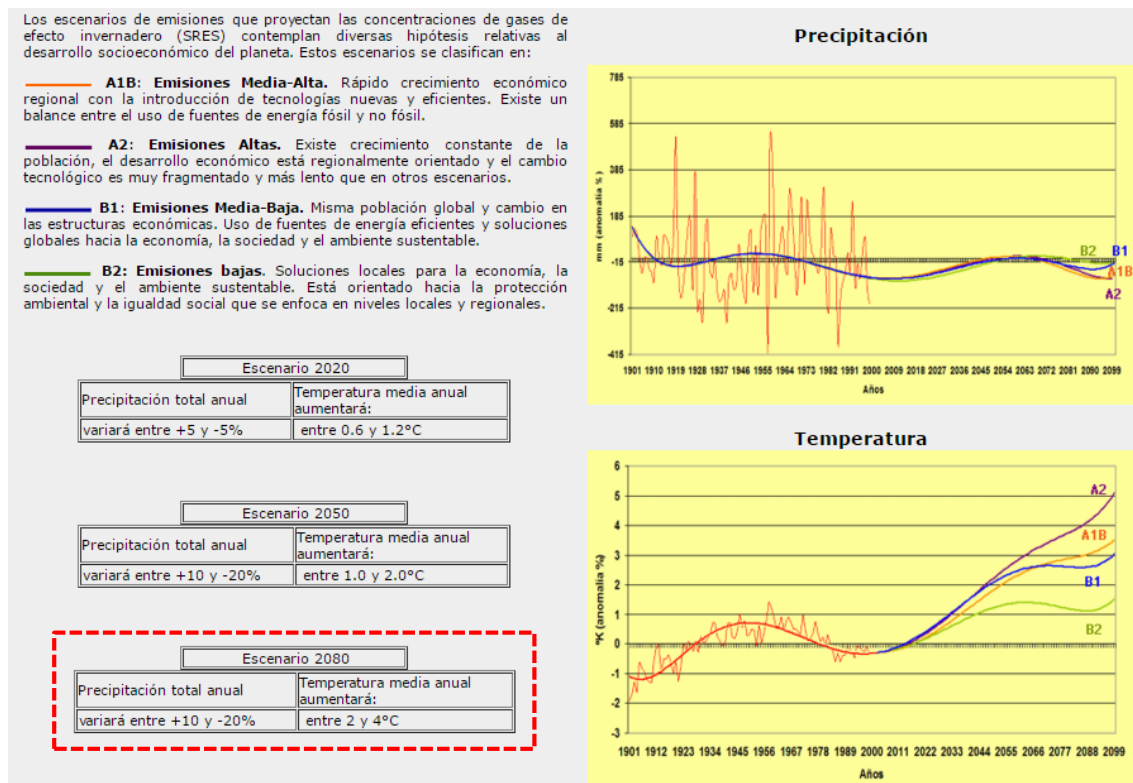 Los escenarios de emisiones que proyectan las concentraciones de gases de
efecto invernadero (SRES) contemplan diversas hipótesis relativas al
desarrollo socioeconómico del planeta. Estos escenarios se clasifican en:
A1B: Emisiones Media-Alta. Rápido crecimiento económico
regional con la introducción de tecnologías nuevas y eficientes. Existe un
balance entre el uso de fuentes de energía fósil y no fósil.
A2: Emisiones Altas. Existe crecimiento constante de la
población, el desarrollo económico está regionalmente orientado y el cambio
tecnológico es muy fragmentado y más lento que en otros escenarios.
B1: Emisiones Media-Baja. Misma población global y cambio en
las estructuras económicas. Uso de fuentes de energía eficientes y soluciones
globales hacia la economía, la sociedad y el ambiente sustentable.
B2: Emisiones bajas. Soluciones locales para la economía, la
sociedad y el ambiente sustentable. Está orientado hacia la protección
ambiental y la igualdad social que se enfoca en niveles locales y regionales.
Escenario 2020
Precipitación total anual
Temperatura media anual
aumentará:
variará entre +5 y -5%
entre 0.6 y 1.2°C
Escenario 2050
Precipitación total anual
Temperatura media anual
aumentará:
variará entre +10 y -20%
entre 1.0 y 2.0°C
Escenario 2080
Precipitación total anual
Temperatura media anual
aumentará:
variará entre +10 y -20%
entre 2 y 4°C
Precipitación
mm (anomalia %)
785
585
385
185
-15
-215
-415
B2
B1
A1B
A2
1901 1910 1919 1928 1937 1946 1955 1964 1973 1982 1991 2000 2009 2018 2027 2036 2045 2054 2063 2072 2081 2090 2099
Años
Temperatura
°K (anomalia %)
6
5
4
3
2
1
0
-1
-2
-3
A2
A1B
B1
B2
1901 1912 1923 1934 1945 1956 1967 1978 1989 2000 2011 2022 2033 2044 2055 2066 2077 2088 2099
Años